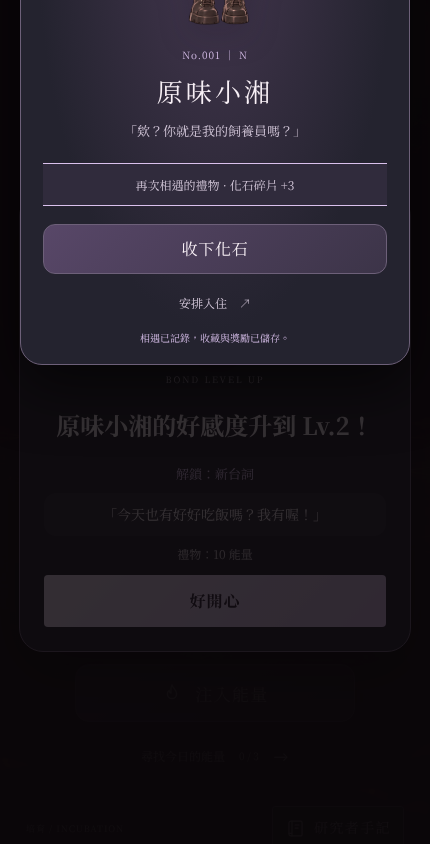 No.001 ｜ N
原味小湘
「欸？你就是我的飼養員嗎？」
再次相遇的禮物 · 化石碎片 +3
收下化石
安排入住 ↗
相遇已記錄，收藏與獎勵已儲存。
BOND LEVEL UP
原味小湘的好感度升到 Lv.2！
解鎖：新台詞
「今天也有好好吃飯嗎？我有喔！」
禮物：10 能量
好開心